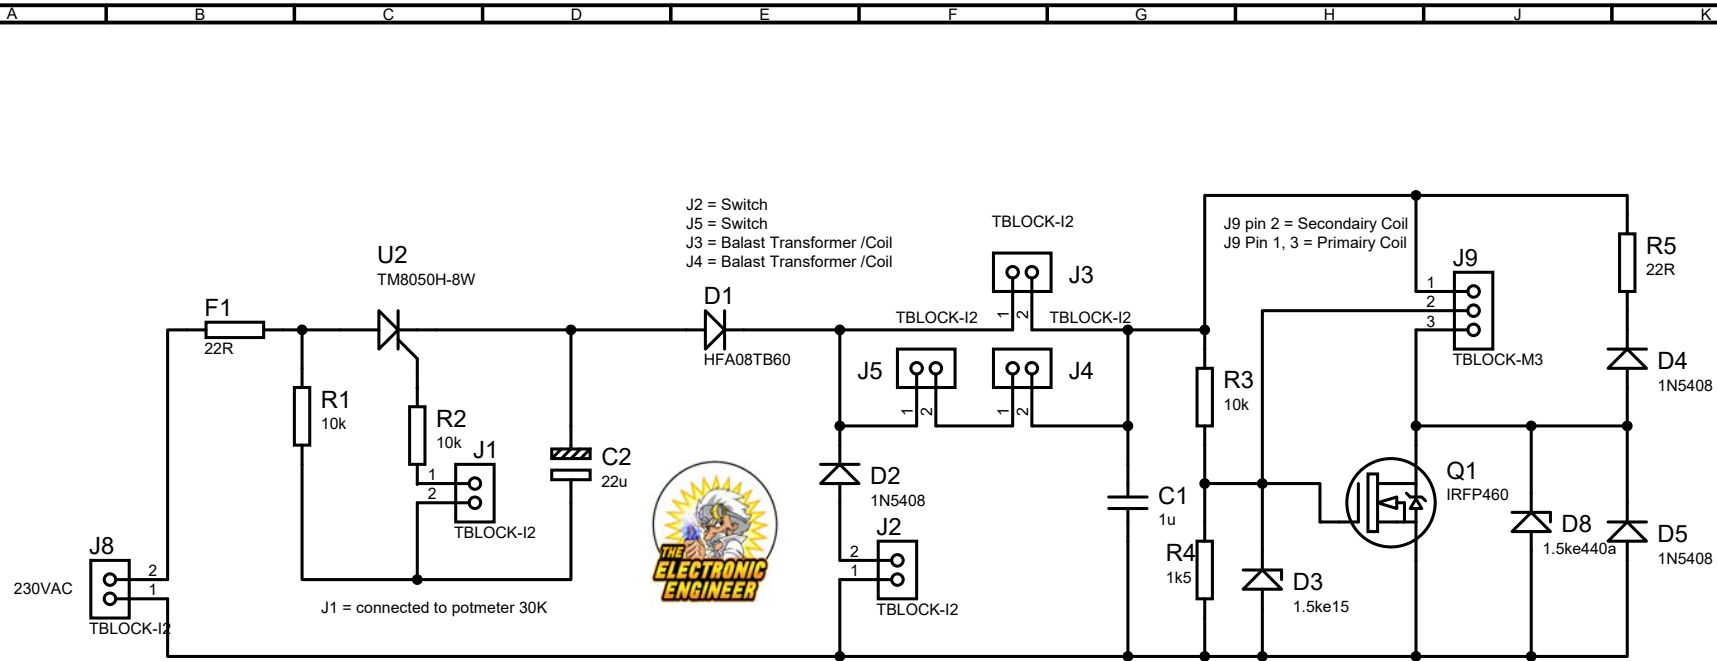 A B C D E F G H J K
J2 = Switch
J5 = Switch
J3 = Balast Transformer /Coil
J4 = Balast Transformer /Coil
TBLOCK-I2
J3
J9 pin 2 = Secondairy Coil
J9 Pin 1, 3 = Primairy Coil
R5
22R
U2
TM8050H-8W
J9
1
2
3
TBLOCK-M3
F1
22R
D1
HFA08TB60
TBLOCK-I2
1
2
TBLOCK-I2
J5
1
2
J4
1
2
R3
10k
D4
1N5408
R1
10k
R2
10k
J1
1
2
TBLOCK-I2
C2
22u
D2
1N5408
C1
1u
Q1
IRFP460
THE
ELECTRONIC
ENGINEER
J2
2
1
TBLOCK-I2
R4
1k5
D3
1.5ke15
D8
1.5ke440a
D5
1N5408
J8
230VAC
2
1
TBLOCK-I2
J1 = connected to potmeter 30K